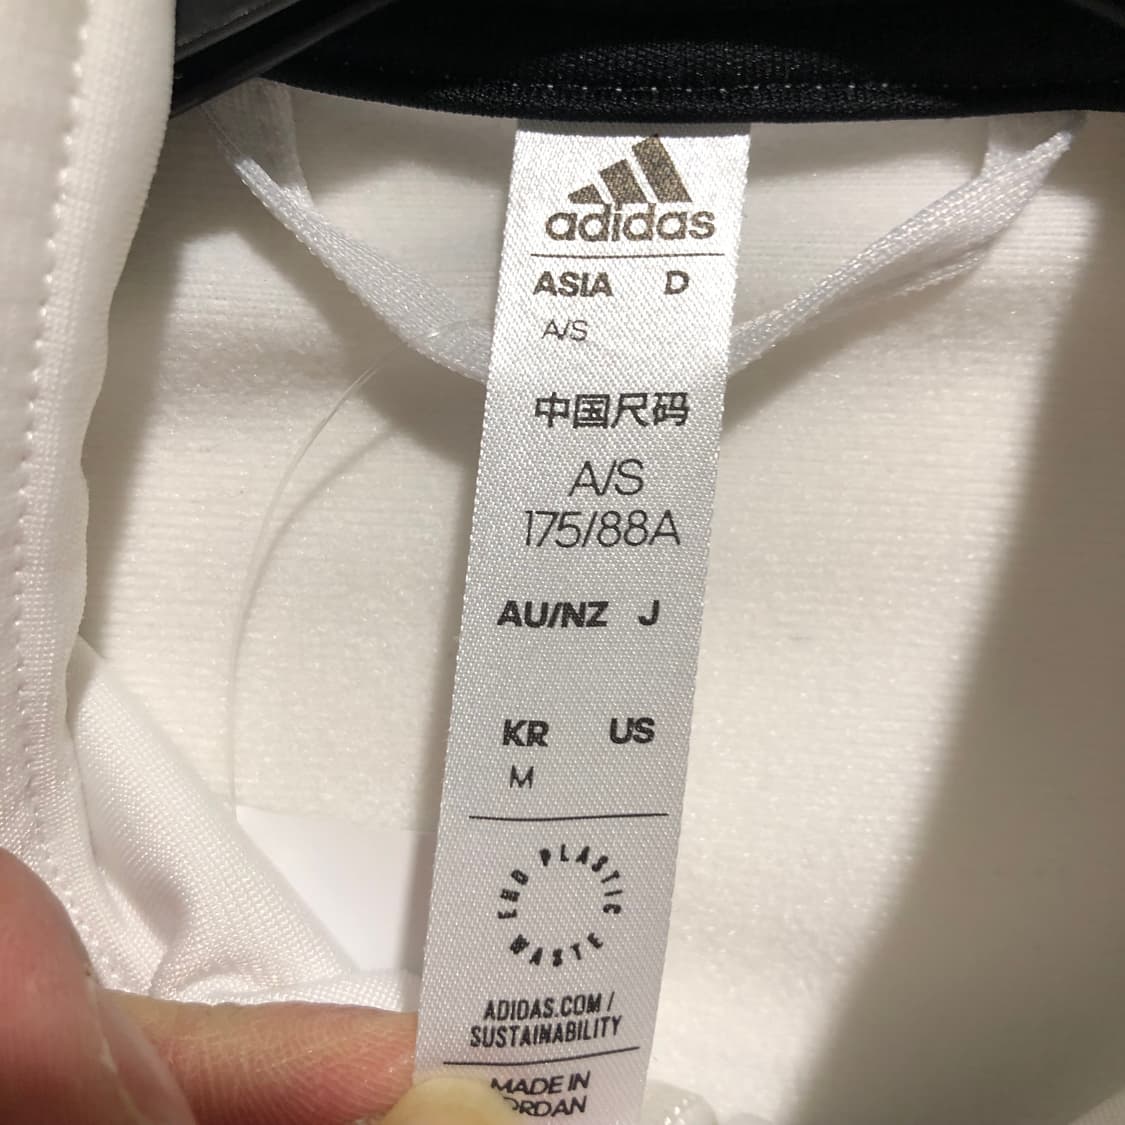 adidas
ASIA D
A/S
中国尺码
A/S
175/88A
AU/NZ J
KR US
M
END PLASTIC WASTE
ADIDAS.COM /
SUSTAINABILITY
MADE IN